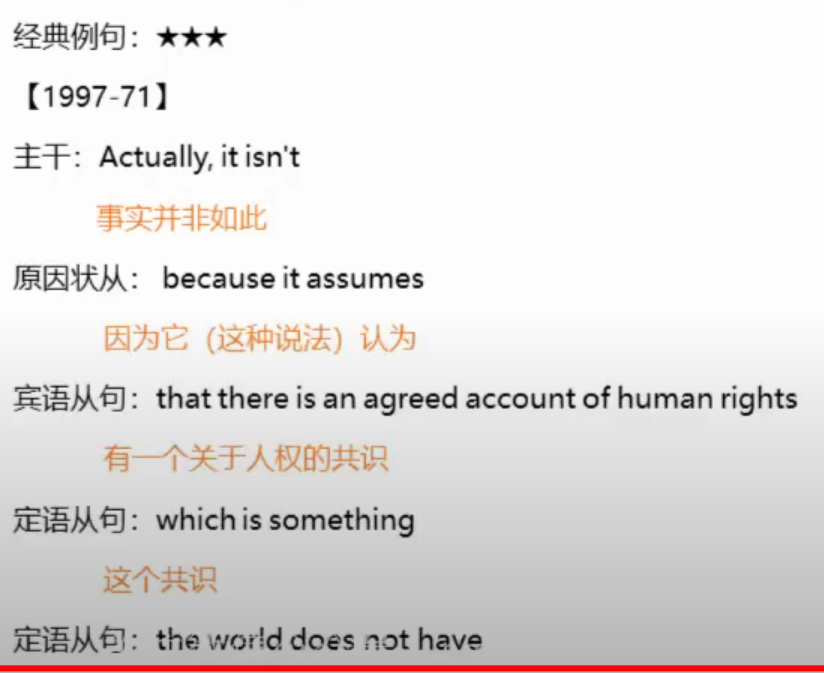 经典例句：★★★
【1997-71】
主干：Actually, it isn't
事实并非如此
原因状从： because it assumes
因为它（这种说法）认为
宾语从句：that there is an agreed account of human rights
有一个关于人权的共识
定语从句：which is something
这个共识
定语从句：the world does not have